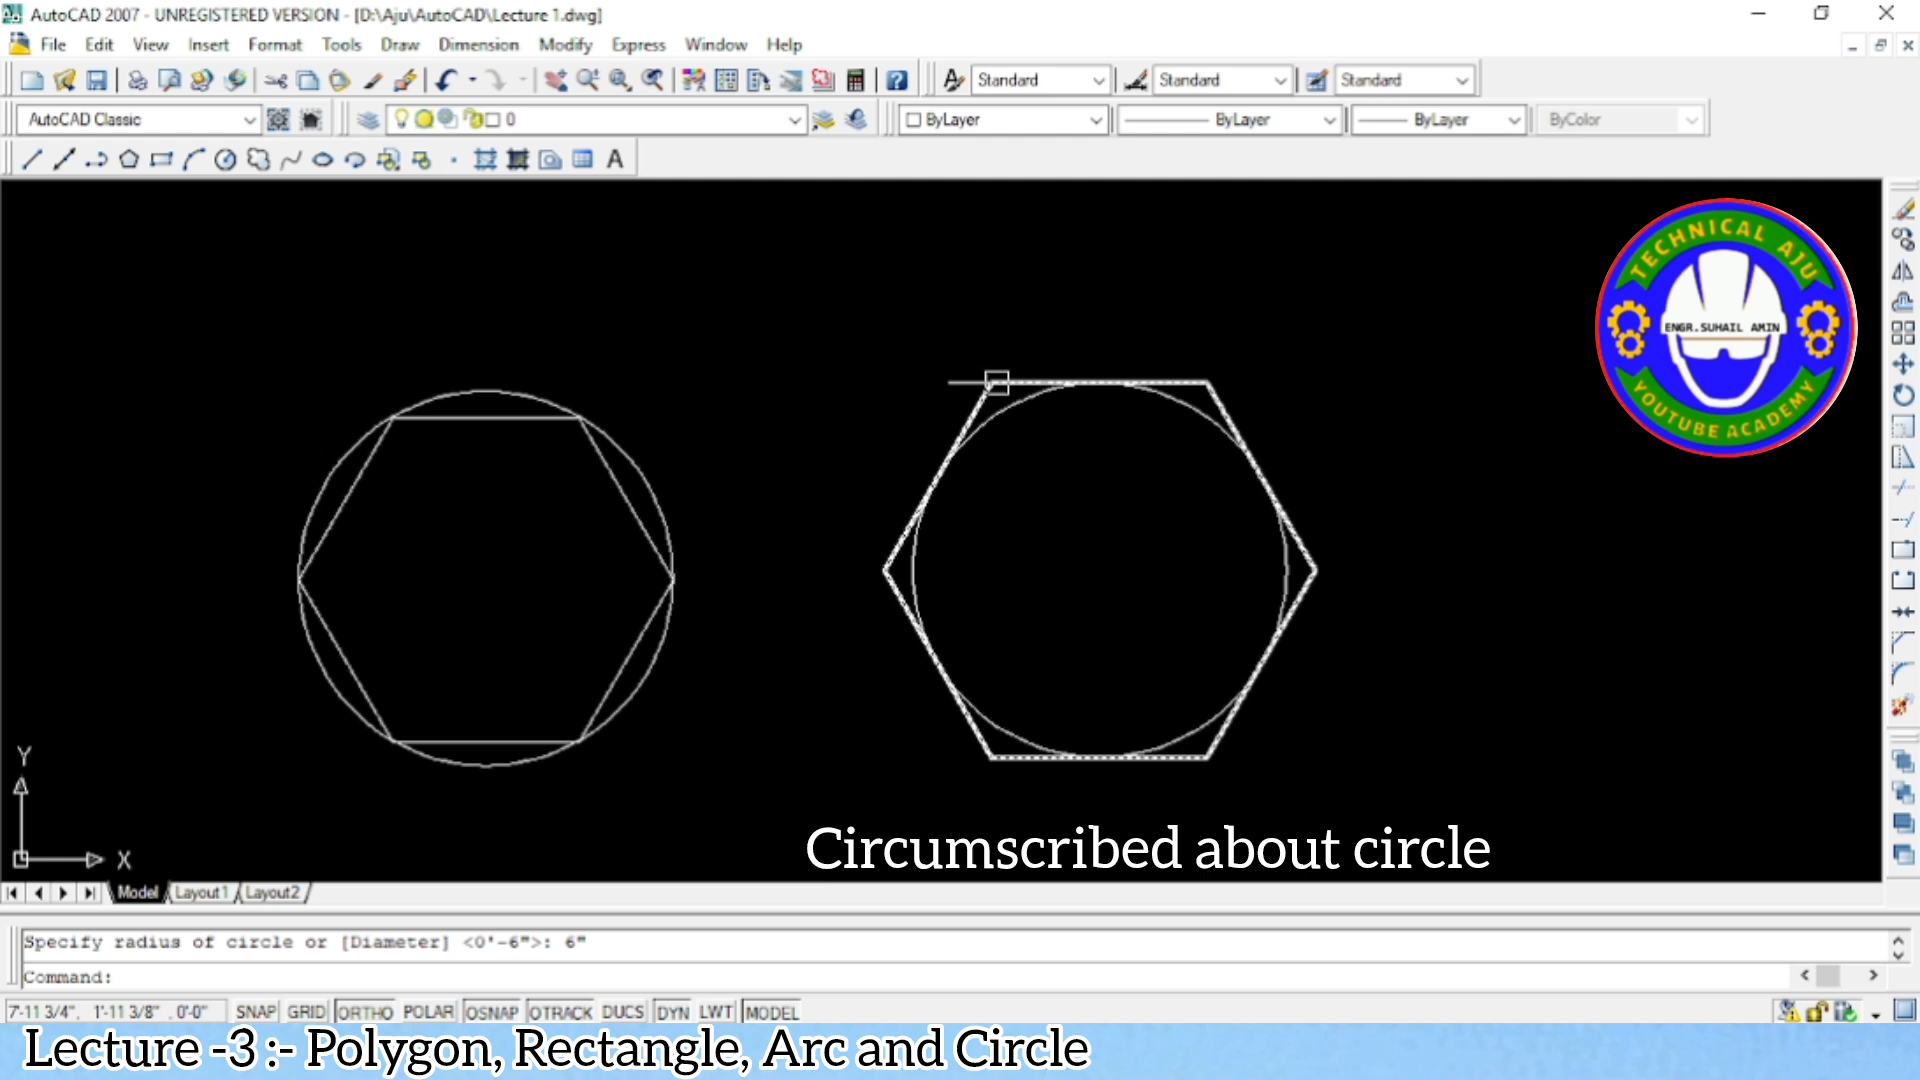 AutoCAD 2007 - UNREGISTERED VERSION - [D:\Aju\AutoCAD\Lecture 1.dwg]
File Edit View Insert Format Tools Draw Dimension Modify Express Window Help
Standard Standard Standard
AutoCAD Classic 0 ByLayer ByLayer ByLayer ByColor
A
TECHNICAL AJU
ENGR.SUHAIL AMIN
YOUTUBE ACADEMY
Y
X
Circumscribed about circle
Model Layout1 Layout2
Specify radius of circle or [Diameter] <0'-6">: 6"
Command:
7'-11 3/4", 1'-11 3/8" , 0'-0" SNAP GRID ORTHO POLAR OSNAP OTRACK DUCS DYN LWT MODEL
Lecture -3 :- Polygon, Rectangle, Arc and Circle